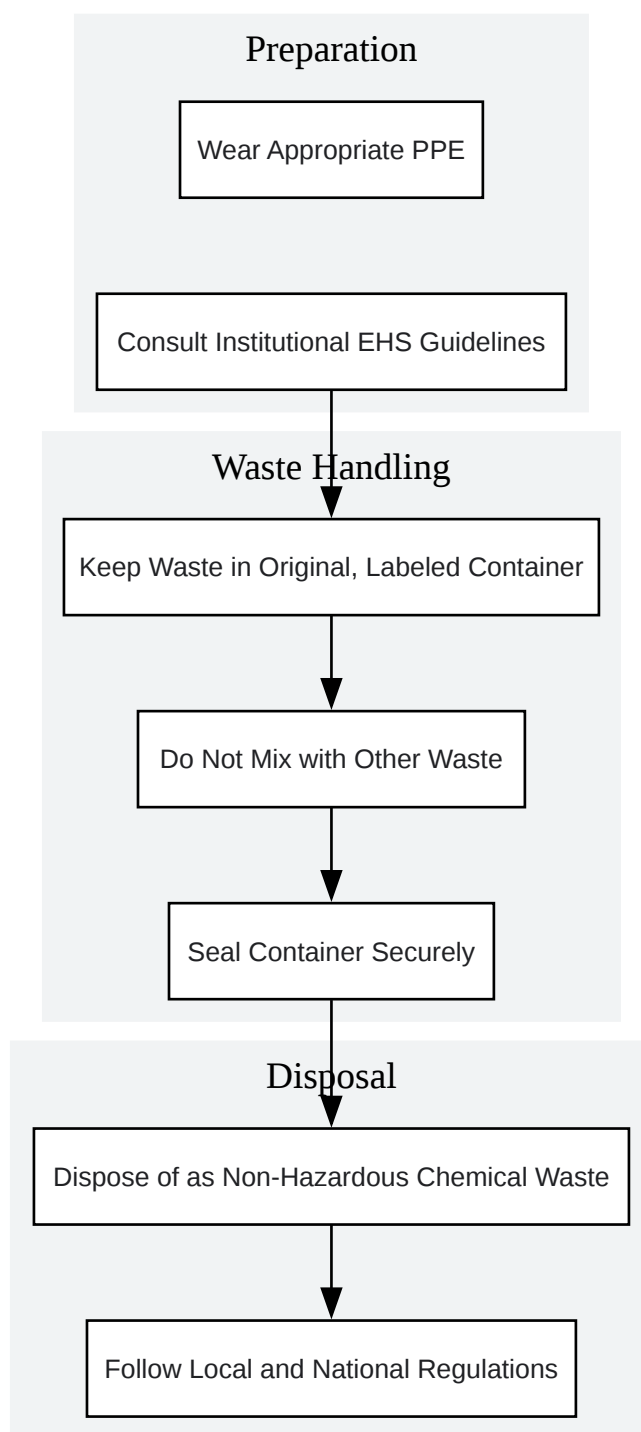 Preparation
Wear Appropriate PPE
Consult Institutional EHS Guidelines
Waste Handling
Keep Waste in Original, Labeled Container
Do Not Mix with Other Waste
Seal Container Securely
Disposal
Dispose of as Non-Hazardous Chemical Waste
Follow Local and National Regulations